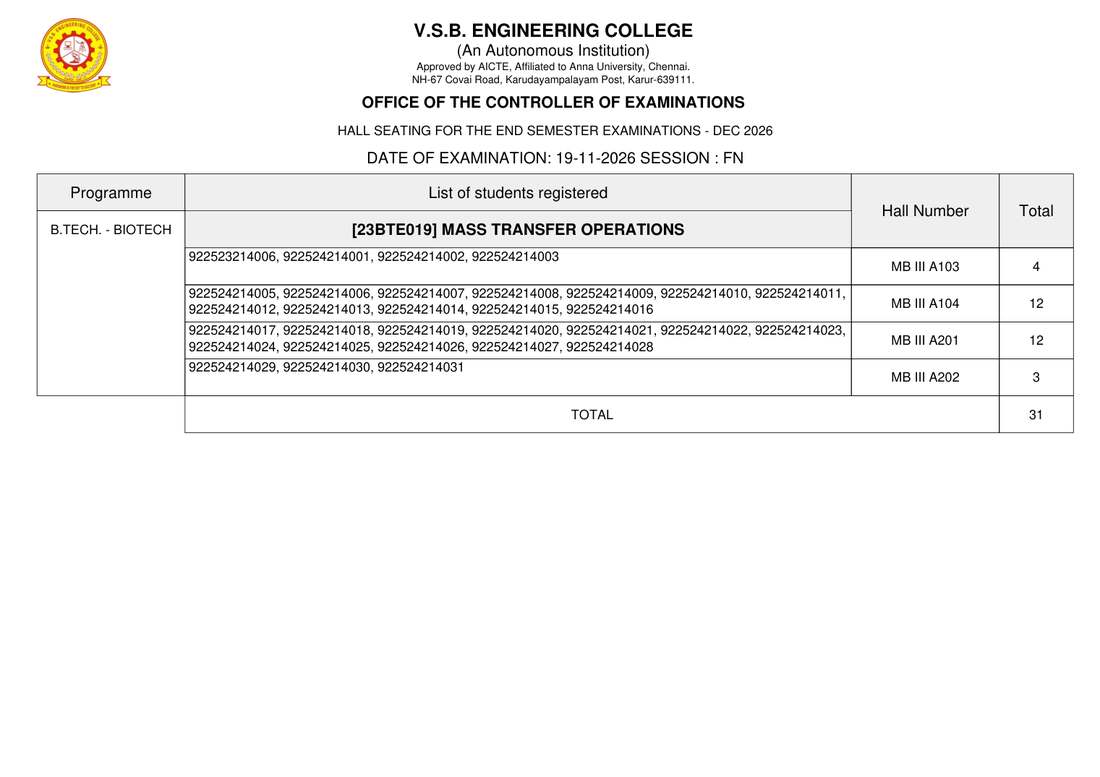 V.S.B. ENGINEERING COLLEGE
(An Autonomous Institution)
Approved by AICTE, Affiliated to Anna University, Chennai.
NH-67 Covai Road, Karudayampalayam Post, Karur-639111.
OFFICE OF THE CONTROLLER OF EXAMINATIONS
HALL SEATING FOR THE END SEMESTER EXAMINATIONS - DEC 2026
DATE OF EXAMINATION: 19-11-2026 SESSION : FN
Programme List of students registered Hall Number Total
B.TECH. - BIOTECH [23BTE019] MASS TRANSFER OPERATIONS
922523214006, 922524214001, 922524214002, 922524214003 MB III A103 4
922524214005, 922524214006, 922524214007, 922524214008, 922524214009, 922524214010, 922524214011,
922524214012, 922524214013, 922524214014, 922524214015, 922524214016 MB III A104 12
922524214017, 922524214018, 922524214019, 922524214020, 922524214021, 922524214022, 922524214023,
922524214024, 922524214025, 922524214026, 922524214027, 922524214028 MB III A201 12
922524214029, 922524214030, 922524214031 MB III A202 3
TOTAL 31